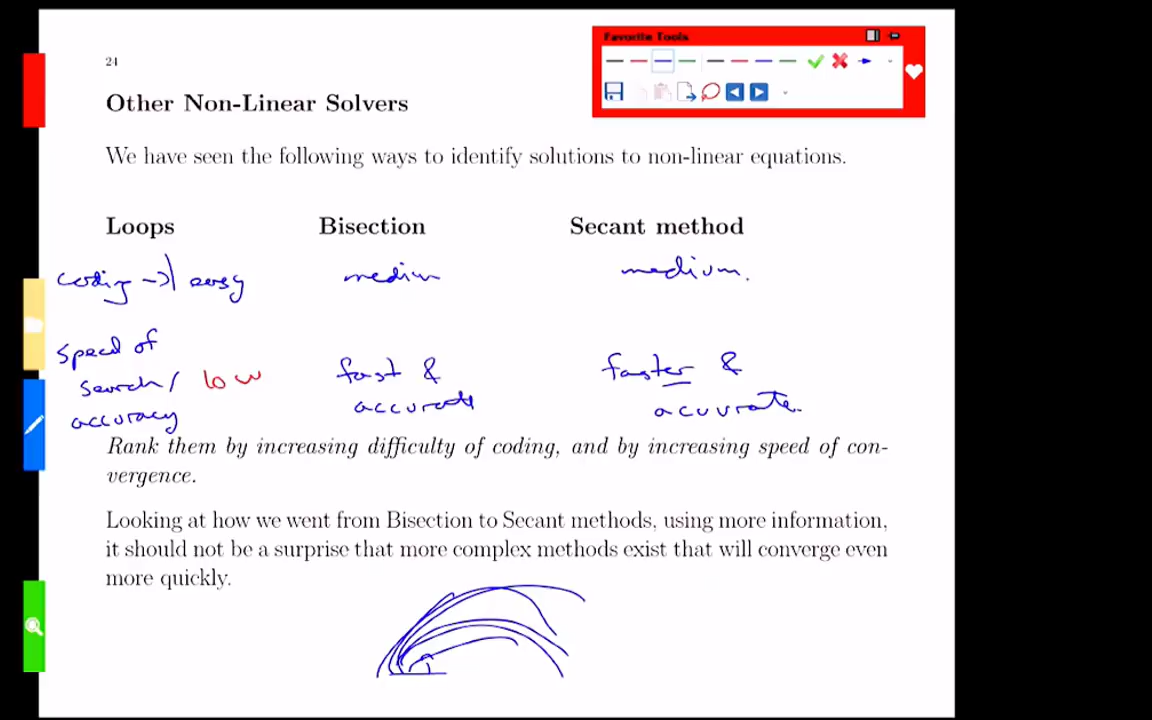 24
Favorite Tools
Other Non-Linear Solvers
We have seen the following ways to identify solutions to non-linear equations.
Loops Bisection Secant method
coding → easy medium medium.
speed of
search/ low fast & faster &
accuracy accurate accurate.
Rank them by increasing difficulty of coding, and by increasing speed of con-
vergence.
Looking at how we went from Bisection to Secant methods, using more information,
it should not be a surprise that more complex methods exist that will converge even
more quickly.